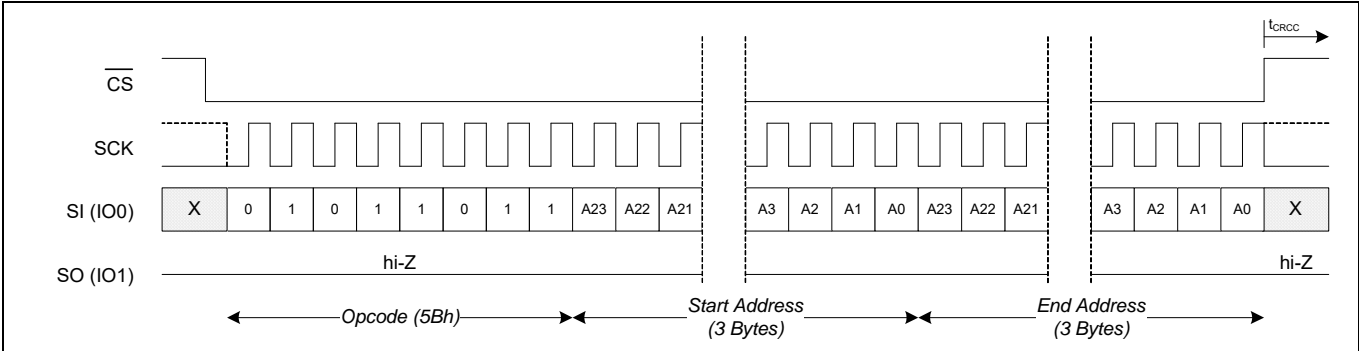 tCRCC
CS
SCK
SI (IO0) X 0 1 0 1 1 0 1 1 A23 A22 A21 A3 A2 A1 A0 A23 A22 A21 A3 A2 A1 A0 X
hi-Z hi-Z
SO (IO1)
Opcode (5Bh) Start Address (3 Bytes) End Address (3 Bytes)